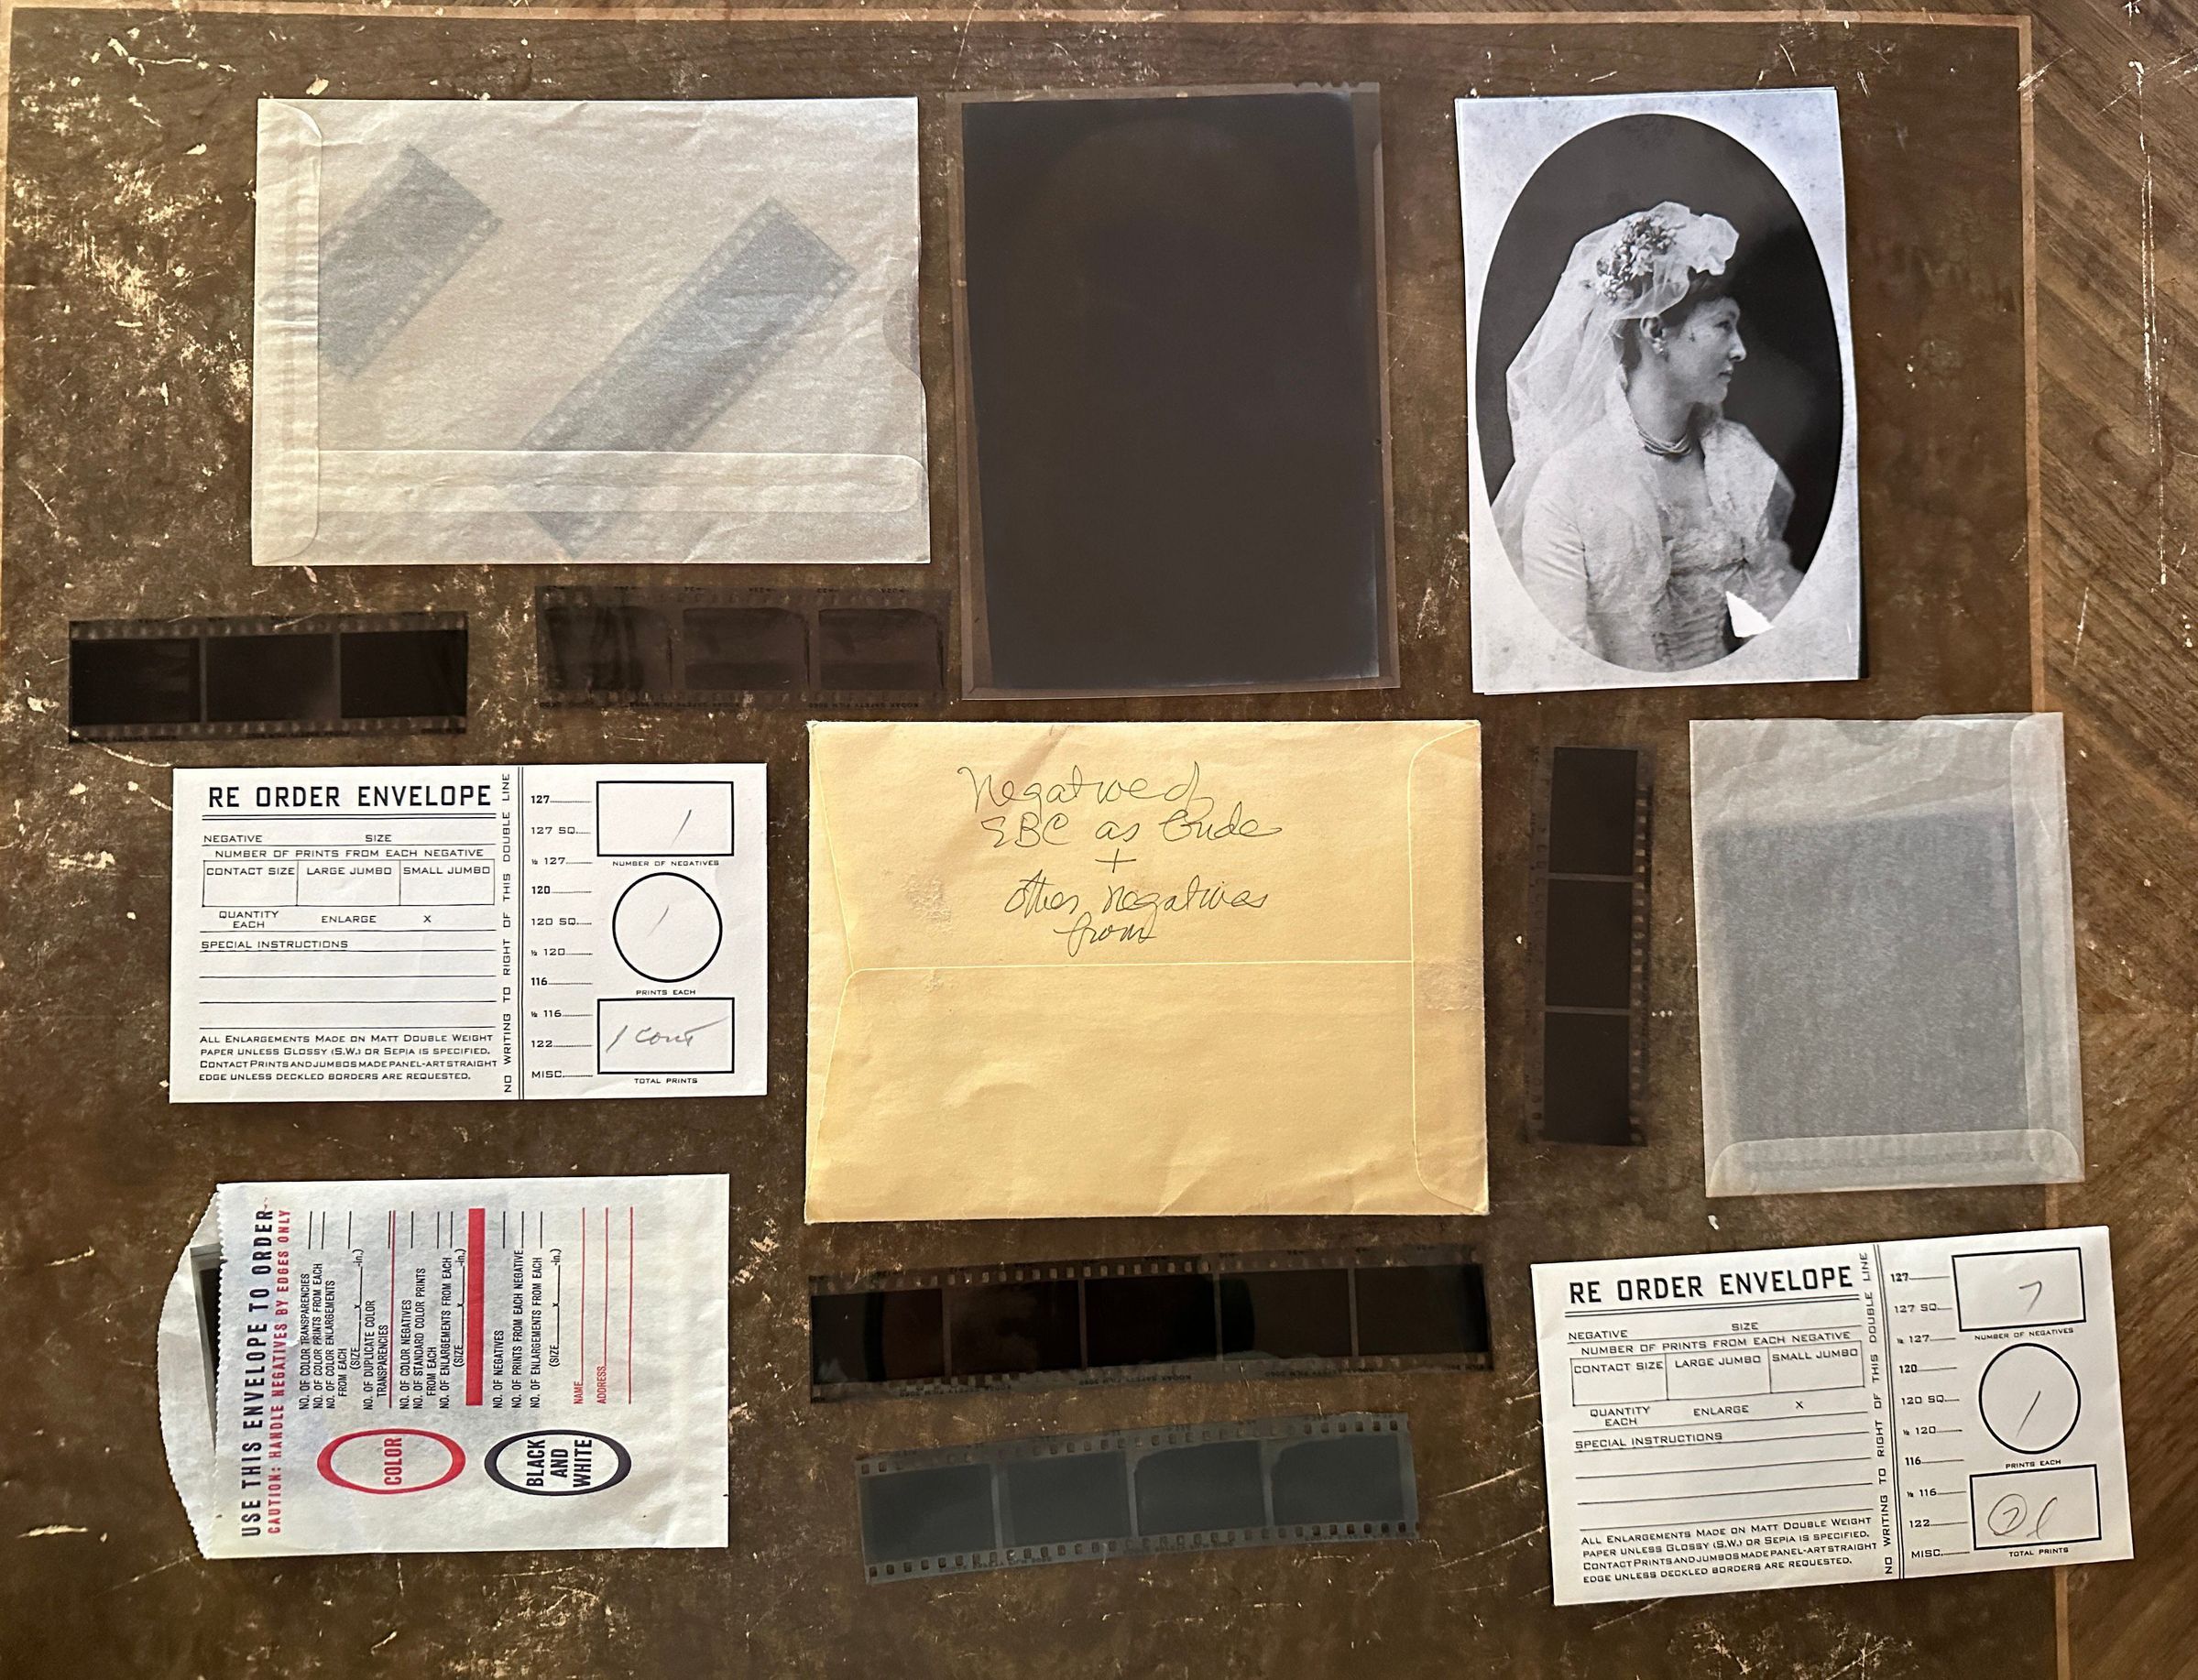 Negative of
EBC as bride
+
other negatives
from
RE ORDER ENVELOPE
NEGATIVE SIZE
NUMBER OF PRINTS FROM EACH NEGATIVE
CONTACT SIZE LARGE JUMBO SMALL JUMBO
QUANTITY EACH ENLARGE X
SPECIAL INSTRUCTIONS
ALL ENLARGEMENTS MADE ON MATT DOUBLE WEIGHT
PAPER UNLESS GLOSSY (S.W.) OR SEPIA IS SPECIFIED.
CONTACT PRINTS AND JUMBOS MADE PANEL-ART STRAIGHT
EDGE UNLESS DECKLED BORDERS ARE REQUESTED.
NO WRITING TO RIGHT OF THIS DOUBLE LINE
127
127 SQ.
½ 127
120
120 SQ.
½ 120
116
½ 116
122
MISC.
1
NUMBER OF NEGATIVES
1
PRINTS EACH
1 cont
TOTAL PRINTS
USE THIS ENVELOPE TO ORDER
CAUTION: HANDLE NEGATIVES BY EDGES ONLY
NO. OF COLOR TRANSPARENCIES
NO. OF COLOR PRINTS FROM EACH
NO. OF COLOR ENLARGEMENTS
FROM EACH
(SIZE x -in.)
NO. OF DUPLICATE COLOR
TRANSPARENCIES
COLOR
NO. OF COLOR NEGATIVES
NO. OF STANDARD COLOR PRINTS
FROM EACH
NO. OF ENLARGEMENTS FROM EACH
(SIZE x -in.)
BLACK
AND
WHITE
NO. OF NEGATIVES
NO. OF PRINTS FROM EACH NEGATIVE
NO. OF ENLARGEMENTS FROM EACH
(SIZE x -in.)
NAME
ADDRESS
RE ORDER ENVELOPE
NEGATIVE SIZE
NUMBER OF PRINTS FROM EACH NEGATIVE
CONTACT SIZE LARGE JUMBO SMALL JUMBO
QUANTITY EACH ENLARGE X
SPECIAL INSTRUCTIONS
ALL ENLARGEMENTS MADE ON MATT DOUBLE WEIGHT
PAPER UNLESS GLOSSY (S.W.) OR SEPIA IS SPECIFIED.
CONTACT PRINTS AND JUMBOS MADE PANEL-ART STRAIGHT
EDGE UNLESS DECKLED BORDERS ARE REQUESTED.
NO WRITING TO RIGHT OF THIS DOUBLE LINE
127
127 SQ.
½ 127
120
120 SQ.
½ 120
116
½ 116
122
MISC.
7
NUMBER OF NEGATIVES
1
PRINTS EACH
TOTAL PRINTS